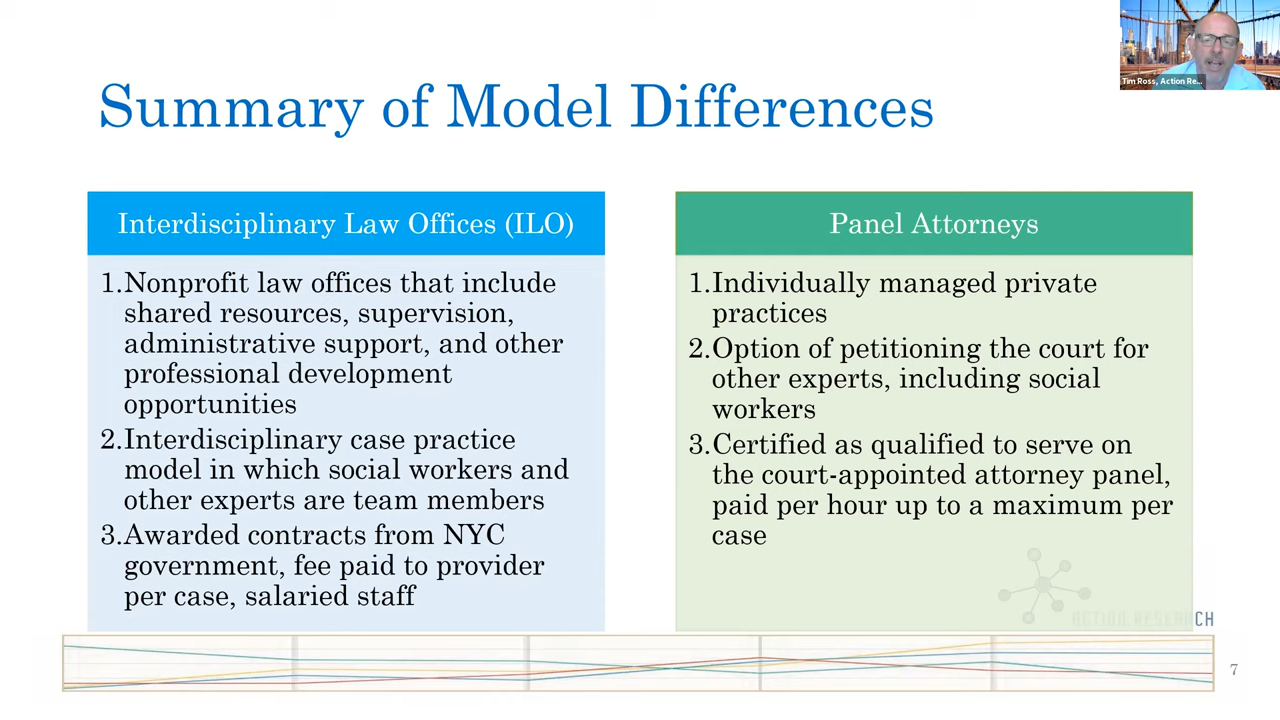 Tim Ross, Action Re...
Summary of Model Differences
Interdisciplinary Law Offices (ILO)
1.Nonprofit law offices that include
shared resources, supervision,
administrative support, and other
professional development
opportunities
2.Interdisciplinary case practice
model in which social workers and
other experts are team members
3.Awarded contracts from NYC
government, fee paid to provider
per case, salaried staff
Panel Attorneys
1.Individually managed private
practices
2.Option of petitioning the court for
other experts, including social
workers
3.Certified as qualified to serve on
the court-appointed attorney panel,
paid per hour up to a maximum per
case
ACTION RESEARCH
7